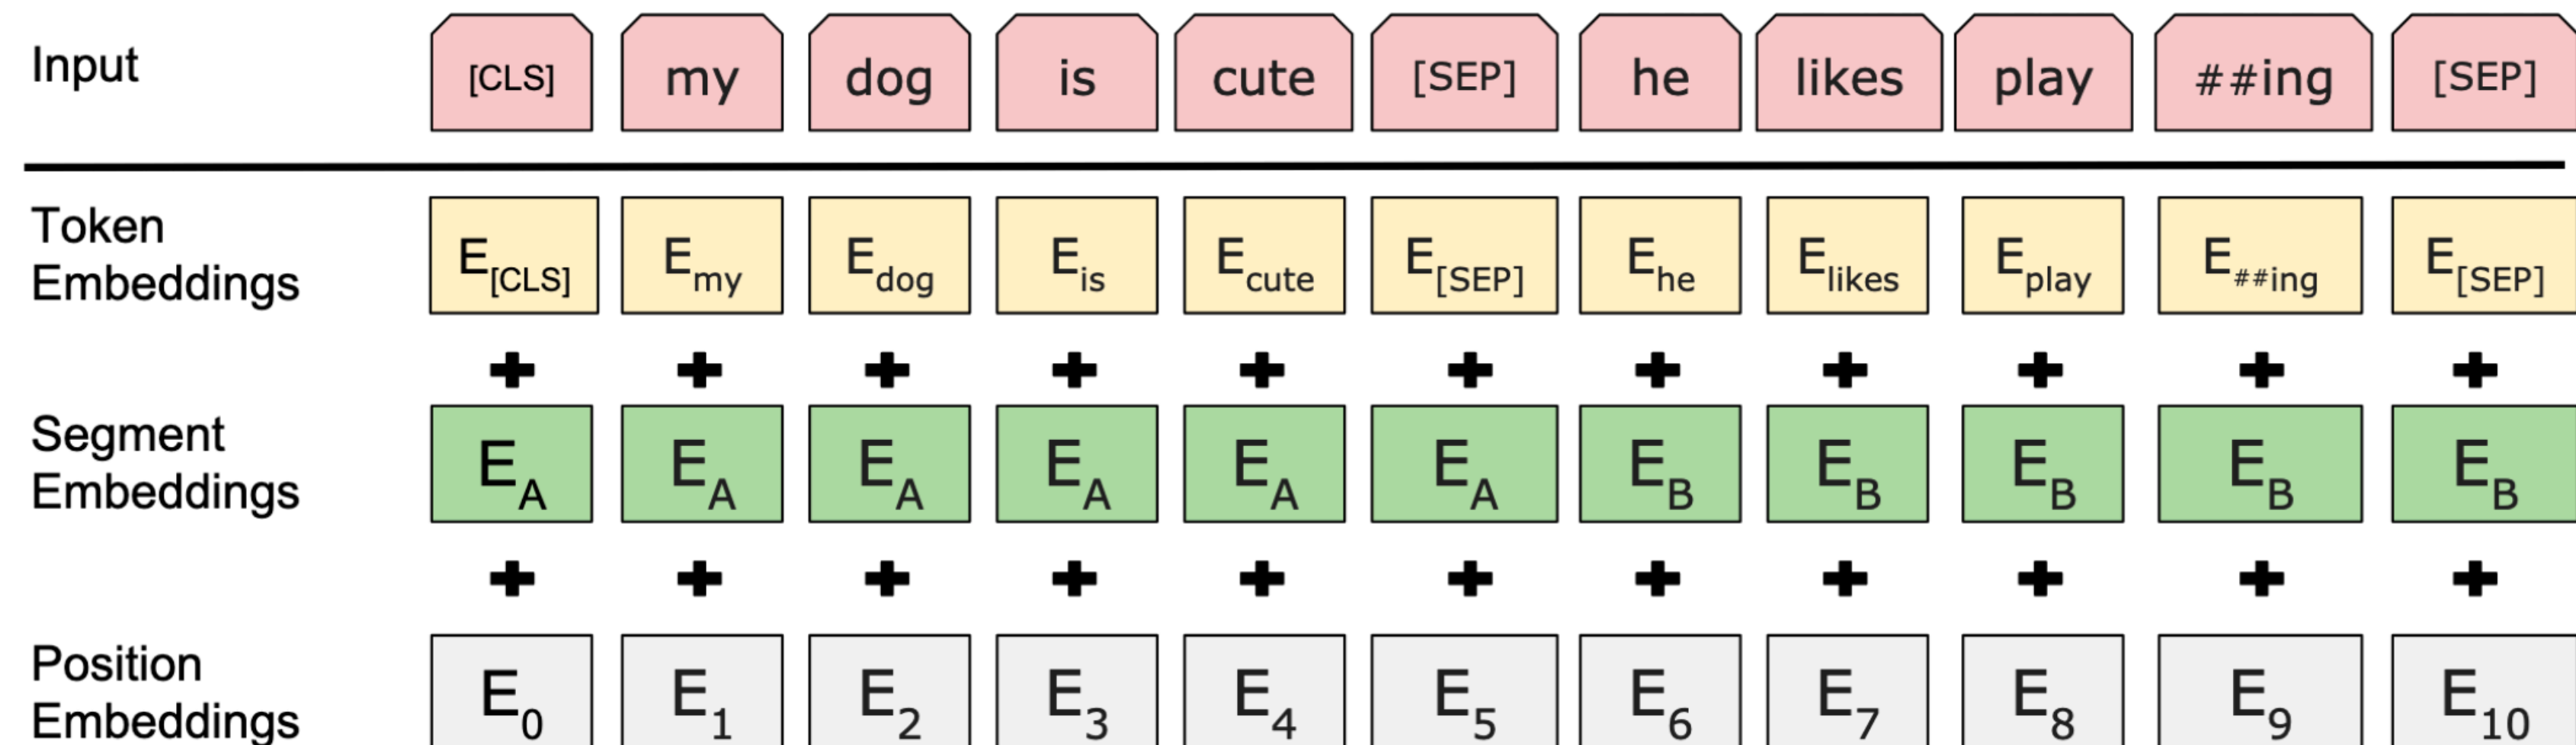 Input [CLS] my dog is cute [SEP] he likes play ##ing [SEP]
Token
Embeddings E[CLS] Emy Edog Eis Ecute E[SEP] Ehe Elikes Eplay E##ing E[SEP]
+ + + + + + + + + + +
Segment
Embeddings EA EA EA EA EA EA EB EB EB EB EB
+ + + + + + + + + + +
Position
Embeddings E0 E1 E2 E3 E4 E5 E6 E7 E8 E9 E10